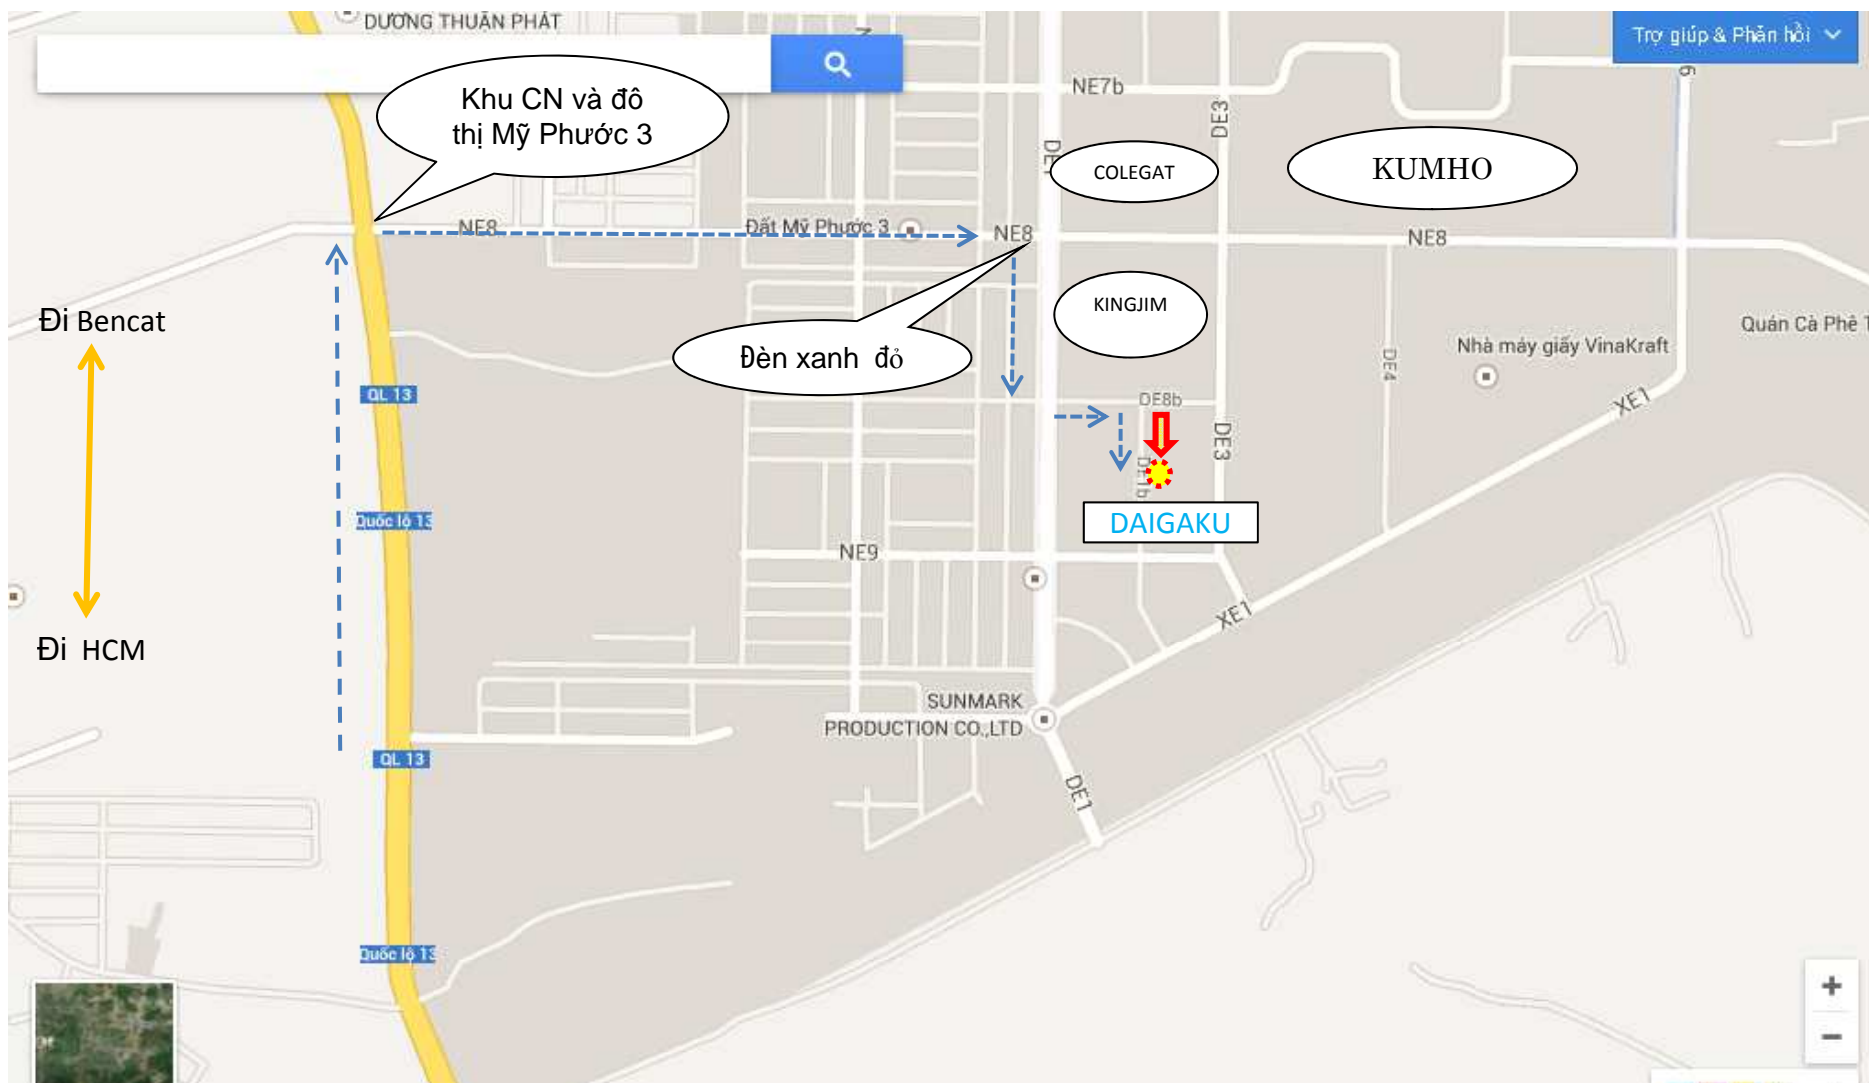 DƯƠNG THUẬN PHÁT
Trợ giúp & Phản hồi
Khu CN và đô
thị Mỹ Phước 3
NE7b
DE3
COLEGAT
KUMHO
NE8
Đất Mỹ Phước 3
NE8
NE8
KINGJIM
Đi Bencat
Đèn xanh đỏ
Quán Cà Phê
Nhà máy giấy VinaKraft
DE4
QL 13
DE8b
XE1
DE3
DE1b
Quốc lộ 13
DAIGAKU
NE9
XE1
Đi HCM
SUNMARK
PRODUCTION CO.,LTD
QL 13
DE1
Quốc lộ 13